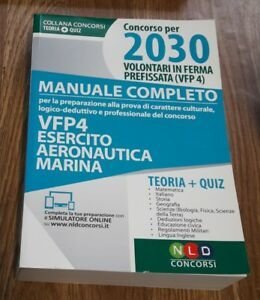 COLLANA CONCORSI
TEORIA + QUIZ
Concorso per
2030
VOLONTARI IN FERMA
PREFISSATA (VFP 4)
MANUALE COMPLETO
per la preparazione alla prova di carattere culturale,
logico-deduttivo e professionale del concorso
VFP4
ESERCITO
AERONAUTICA
MARINA
TEORIA + QUIZ
• Matematica
• Italiano
• Storia
• Geografia
• Scienze (Biologia, Fisica, Scienze
della Terra)
• Deduzioni logiche
• Educazione civica
• Regolamenti Militari
• Lingua Inglese
Completa la tua preparazione con
il SIMULATORE ONLINE
su www.nldconcorsi.it
NLD
CONCORSI